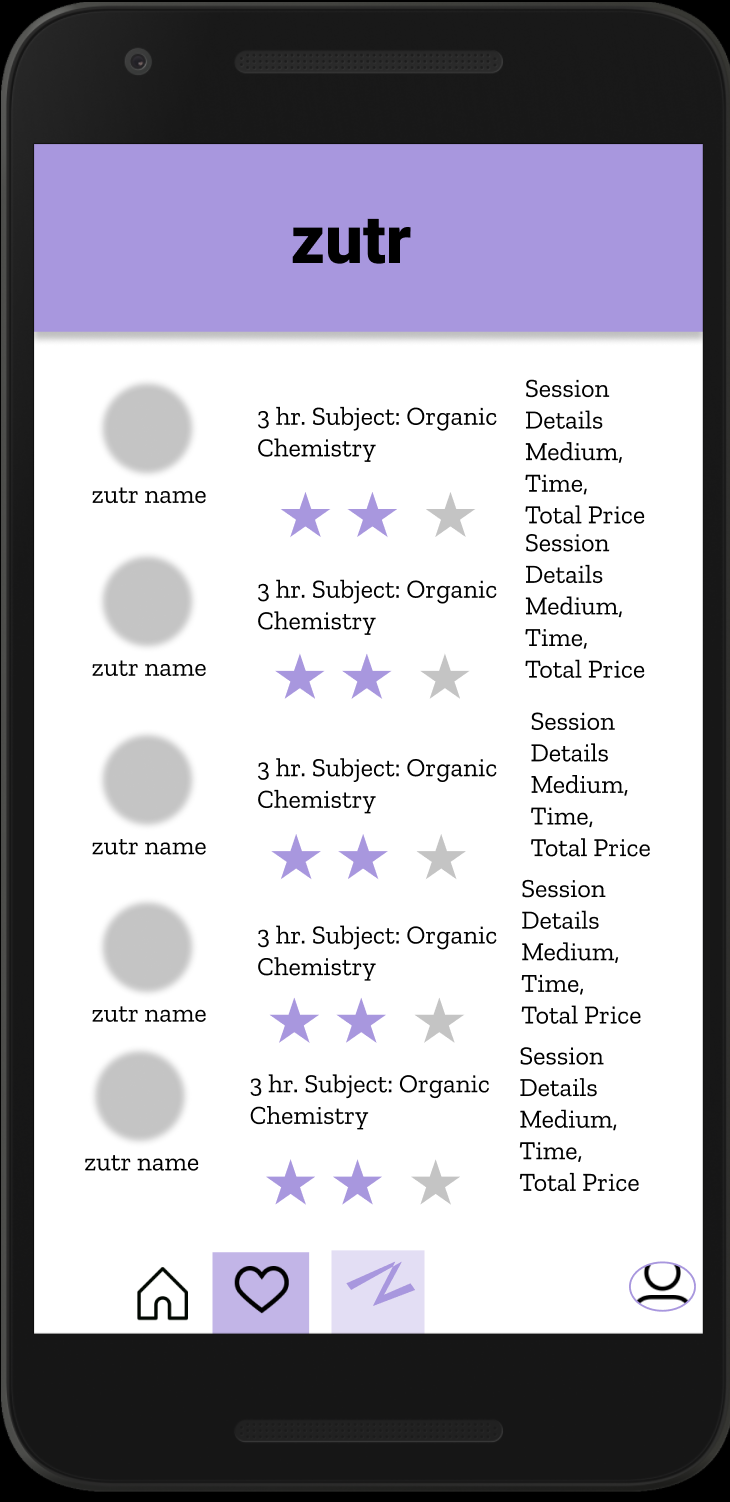 zutr
3 hr. Subject: Organic
Chemistry
zutr name
Session
Details
Medium,
Time,
Total Price
3 hr. Subject: Organic
Chemistry
zutr name
Session
Details
Medium,
Time,
Total Price
3 hr. Subject: Organic
Chemistry
zutr name
Session
Details
Medium,
Time,
Total Price
3 hr. Subject: Organic
Chemistry
zutr name
Session
Details
Medium,
Time,
Total Price
3 hr. Subject: Organic
Chemistry
zutr name
Session
Details
Medium,
Time,
Total Price